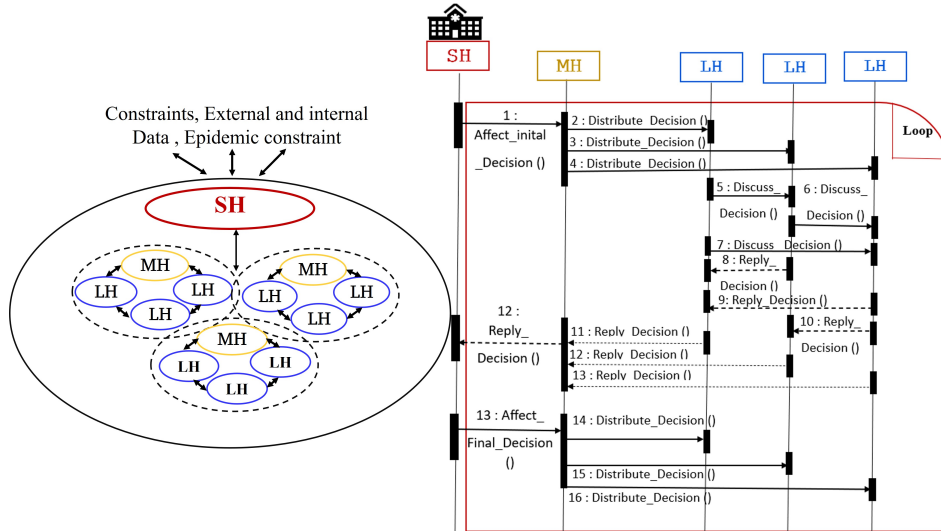 Constraints, External and internal
Data , Epidemic constraint
SH
MH
LH
LH
LH
MH
LH
LH
LH
MH
LH
LH
LH
SH
MH
LH
LH
LH
Loop
1 :
Affect_inital
_Decision ()
2 : Distribute_Decision ()
3 : Distribute_Decision ()
4 : Distribute_Decision ()
5 : Discuss_
Decision ()
6 : Discuss_
Decision ()
7 : Discuss_Decision ()
8 : Reply_
Decision ()
9: Reply_Decision ()
10 : Reply_
Decision ()
11 : Reply_Decision ()
12 : Reply_Decision ()
13 : Reply_Decision ()
12 :
Reply_
Decision ()
13 : Affect_
Final_Decision
()
14 : Distribute_Decision ()
15 : Distribute_Decision ()
16 : Distribute_Decision ()